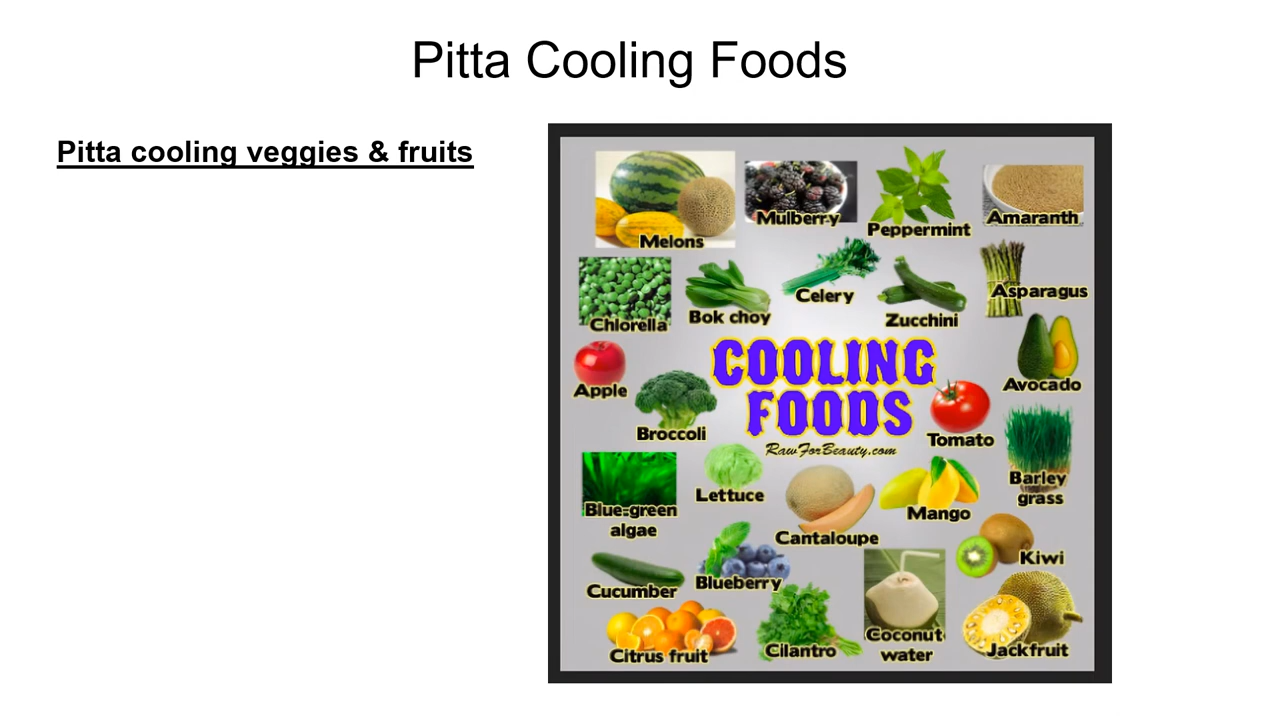 Pitta Cooling Foods
Pitta cooling veggies & fruits
Melons
Mulberry
Peppermint
Amaranth
Chlorella
Bok choy
Celery
Zucchini
Asparagus
Apple
Broccoli
COOLING
FOODS
RawForBeauty.com
Tomato
Avocado
Blue-green
algae
Lettuce
Cantaloupe
Mango
Barley
grass
Cucumber
Blueberry
Kiwi
Citrus fruit
Cilantro
Coconut
water
Jackfruit